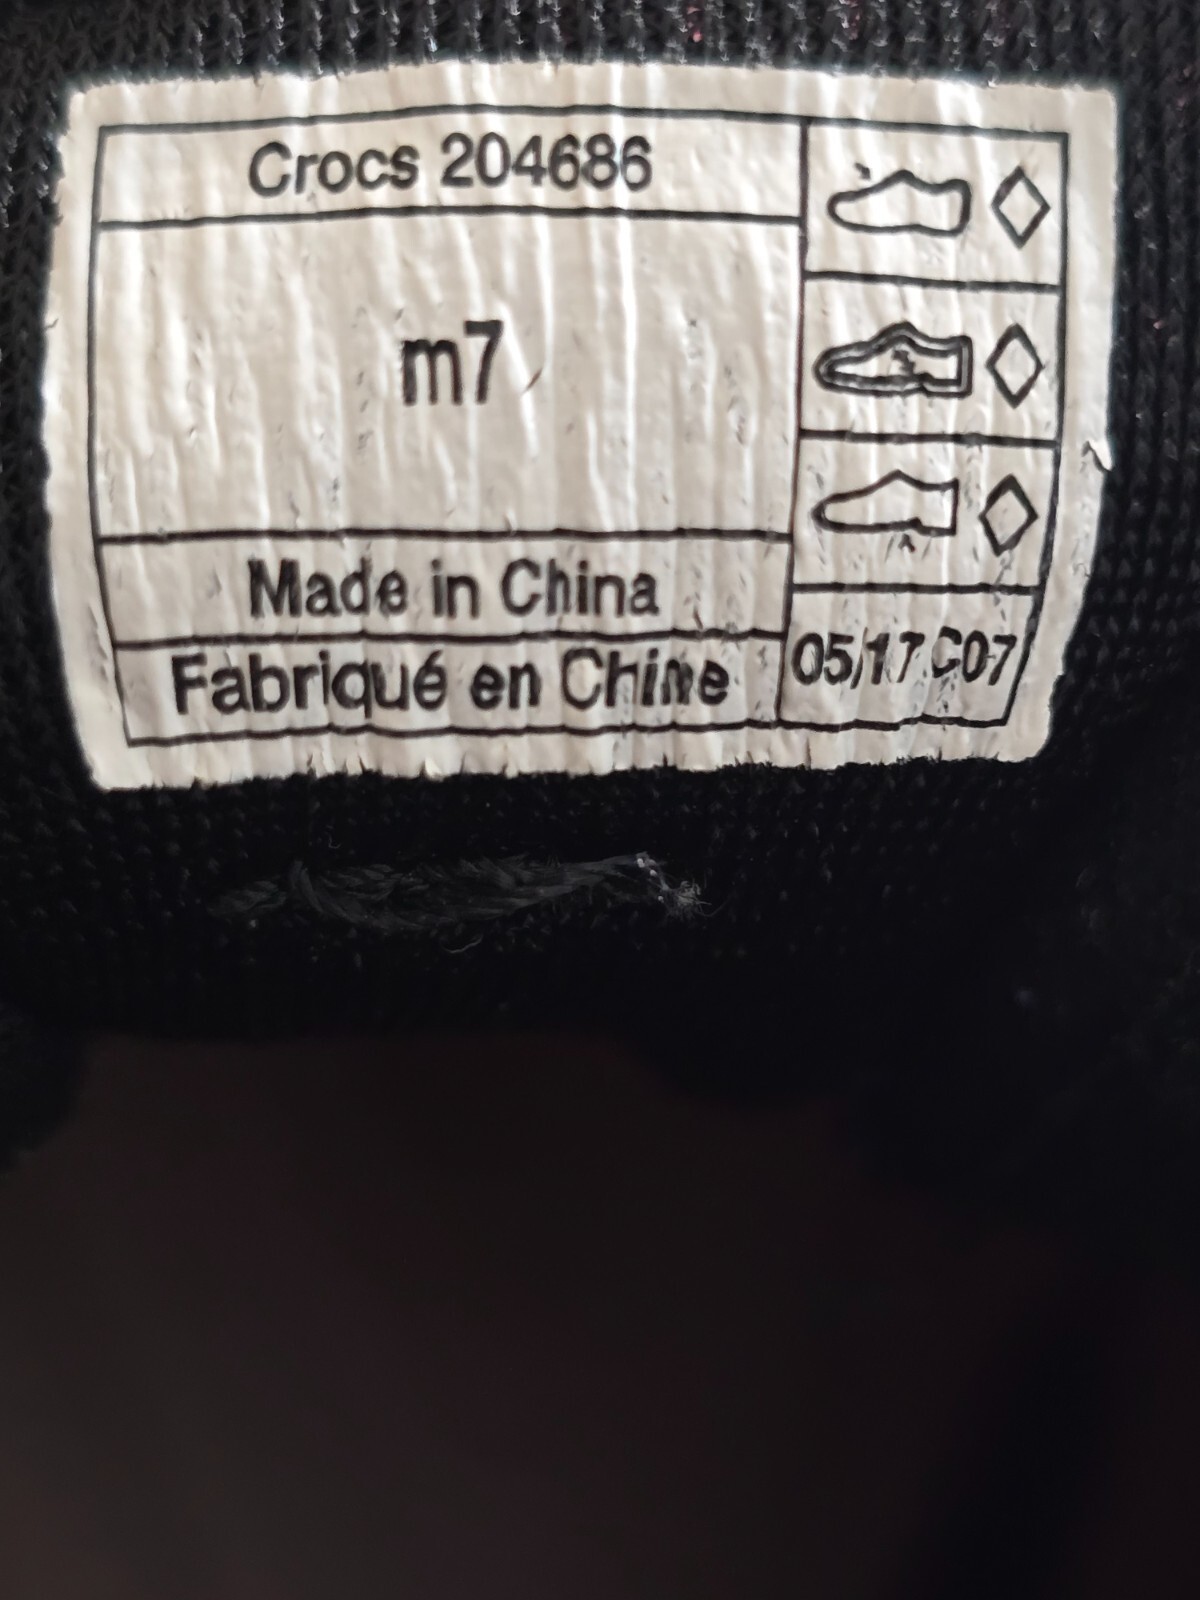 Crocs 204686
m7
Made in China
Fabriqué en Chine
05/17 C07